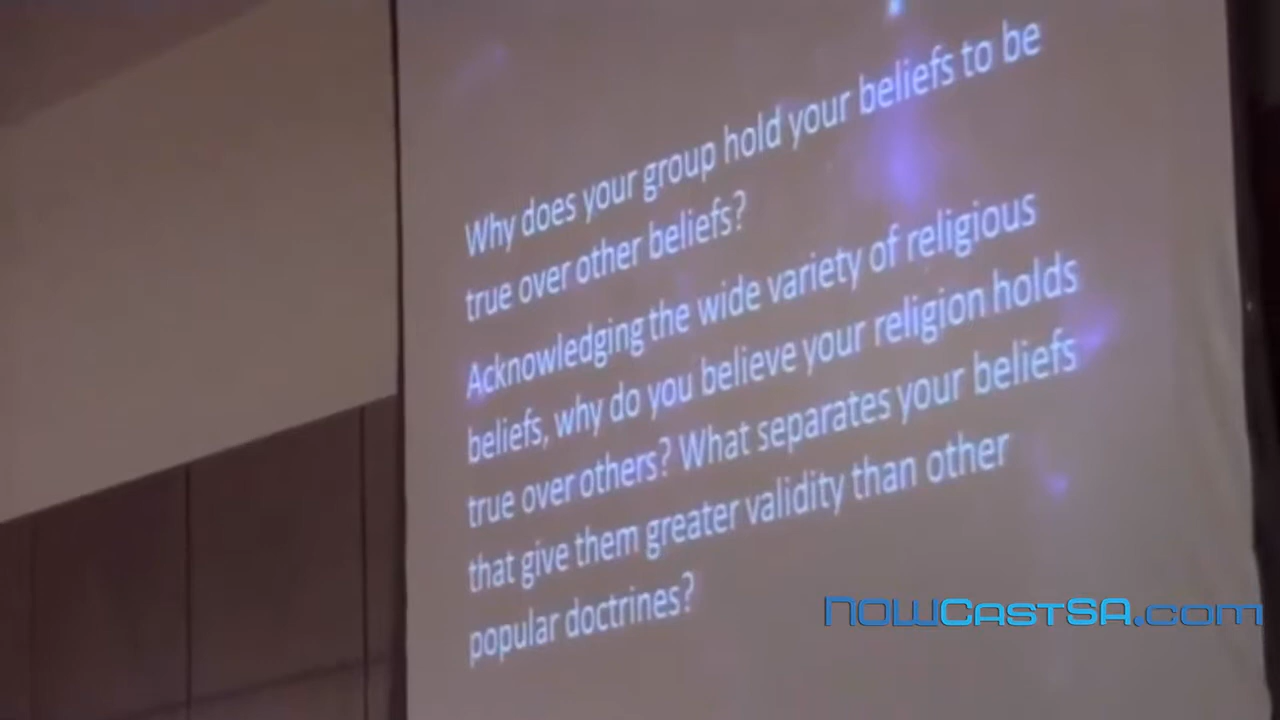 Why does your group hold your beliefs to be
true over other beliefs?
Acknowledging the wide variety of religious
beliefs, why do you believe your religion holds
true over others? What separates your beliefs
that give them greater validity than other
popular doctrines?
NOWCastSA.com